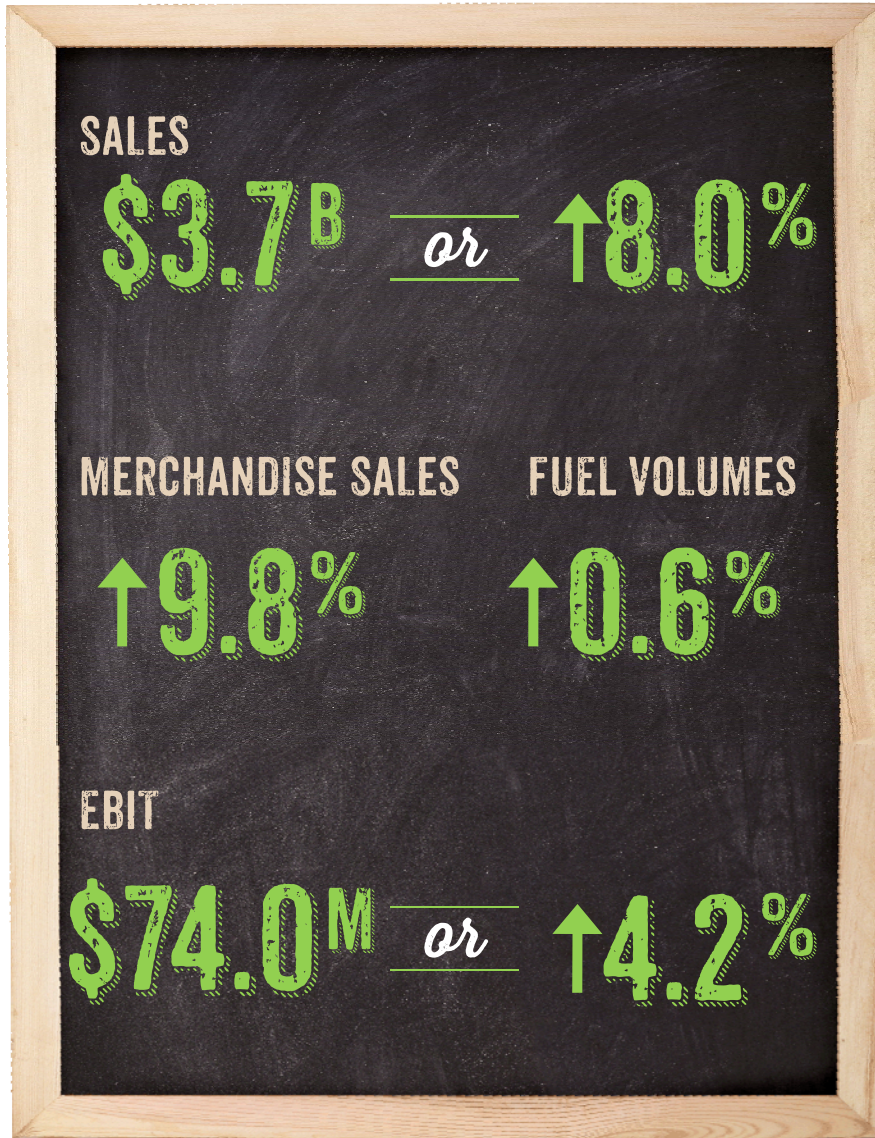 SALES
$3.7B or ↑8.0%
MERCHANDISE SALES FUEL VOLUMES
↑9.8% ↑0.6%
EBIT
$74.0M or ↑4.2%